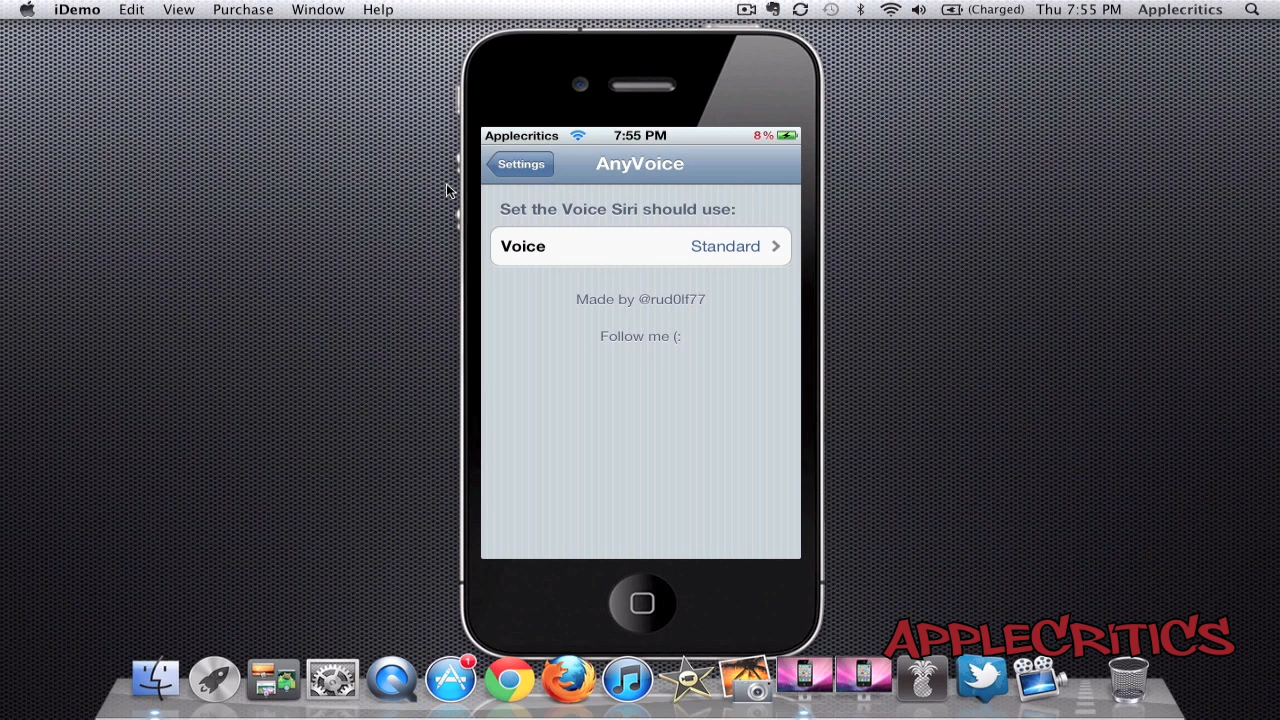 iDemo Edit View Purchase Window Help (Charged) Thu 7:55 PM Applecritics
Applecritics 7:55 PM 8%
Settings AnyVoice
Set the Voice Siri should use:
Voice Standard
Made by @rud0lf77
Follow me (:
APPLECRITICS
1